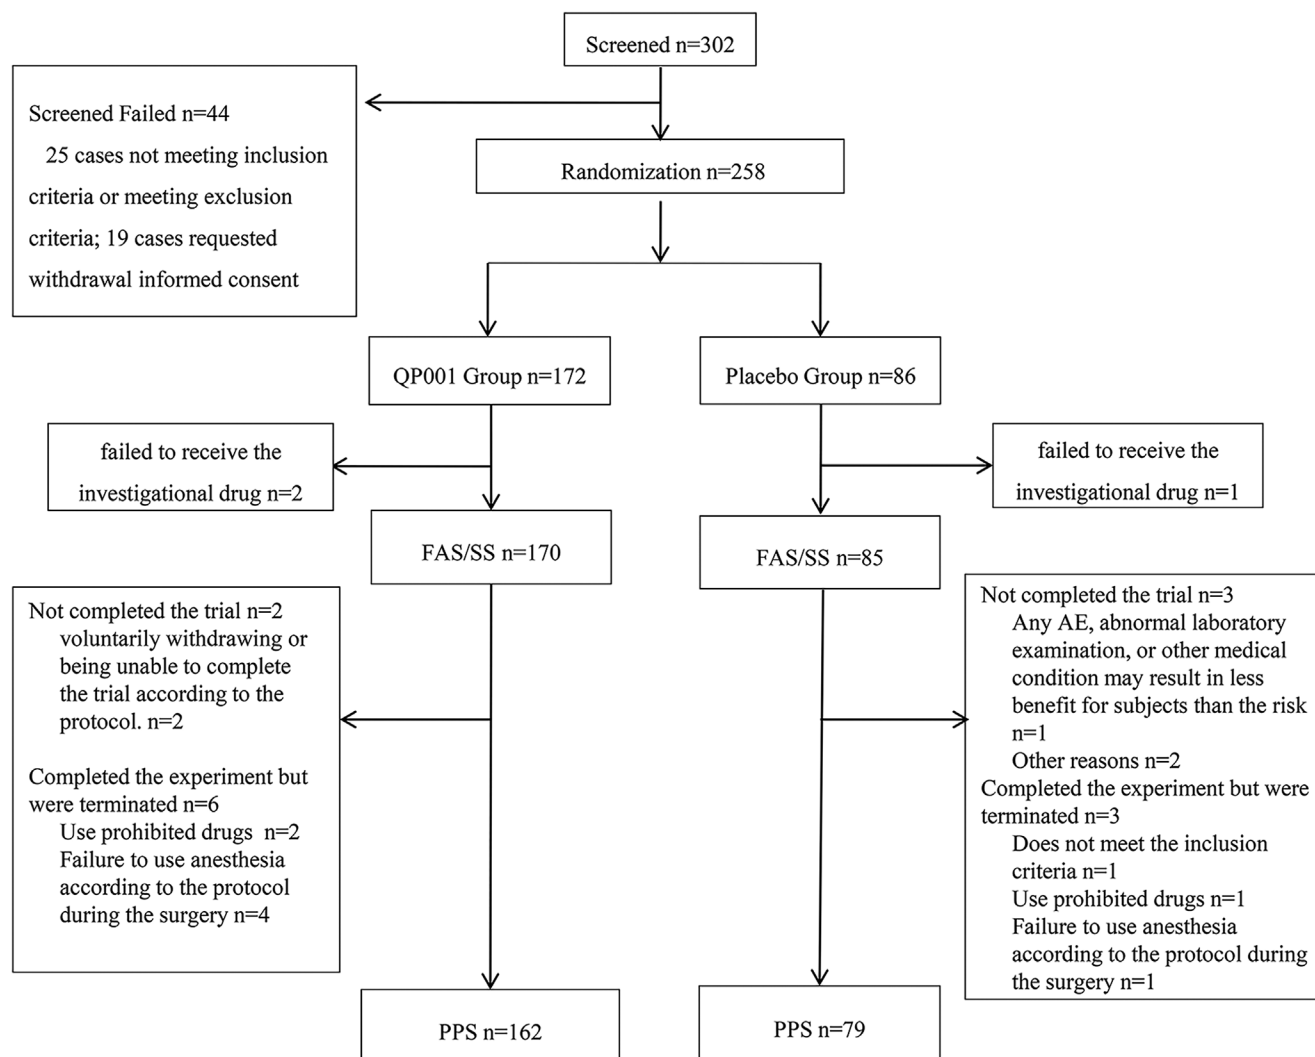 Screened n=302
Screened Failed n=44
25 cases not meeting inclusion
criteria or meeting exclusion
criteria; 19 cases requested
withdrawal informed consent
Randomization n=258
QP001 Group n=172
Placebo Group n=86
failed to receive the
investigational drug n=2
failed to receive the
investigational drug n=1
FAS/SS n=170
FAS/SS n=85
Not completed the trial n=2
voluntarily withdrawing or
being unable to complete
the trial according to the
protocol. n=2
Completed the experiment but
were terminated n=6
Use prohibited drugs n=2
Failure to use anesthesia
according to the protocol
during the surgery n=4
Not completed the trial n=3
Any AE, abnormal laboratory
examination, or other medical
condition may result in less
benefit for subjects than the risk
n=1
Other reasons n=2
Completed the experiment but were
terminated n=3
Does not meet the inclusion
criteria n=1
Use prohibited drugs n=1
Failure to use anesthesia
according to the protocol during
the surgery n=1
PPS n=162
PPS n=79